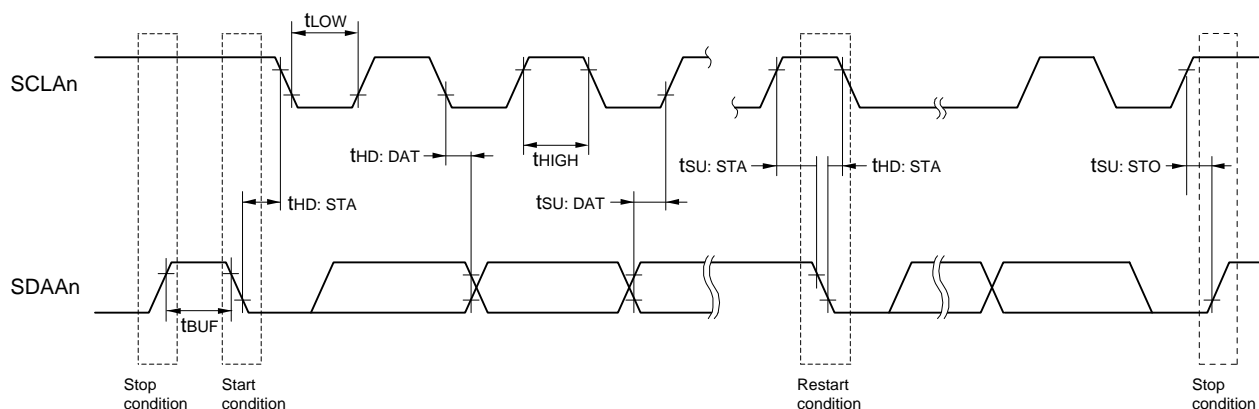 tLOW
SCLAn
tHD: DAT
tHIGH
tSU: STA
tHD: STA
tSU: STO
tHD: STA
tSU: DAT
SDAAn
tBUF
Stop
condition
Start
condition
Restart
condition
Stop
condition